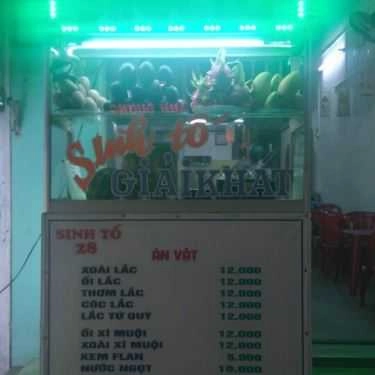 Sinh tố
GIẢI KHÁT
SINH TỐ
28
ĂN VẶT
XOÀI LẮC 12.000
ỔI LẮC 12.000
THƠM LẮC 12.000
CÓC LẮC 12.000
LẮC TỨ QUÝ 12.000
ỔI XÍ MUỘI 12.000
XOÀI XÍ MUỘI 12.000
KEM FLAN
NƯỚC NGỌT 10.000